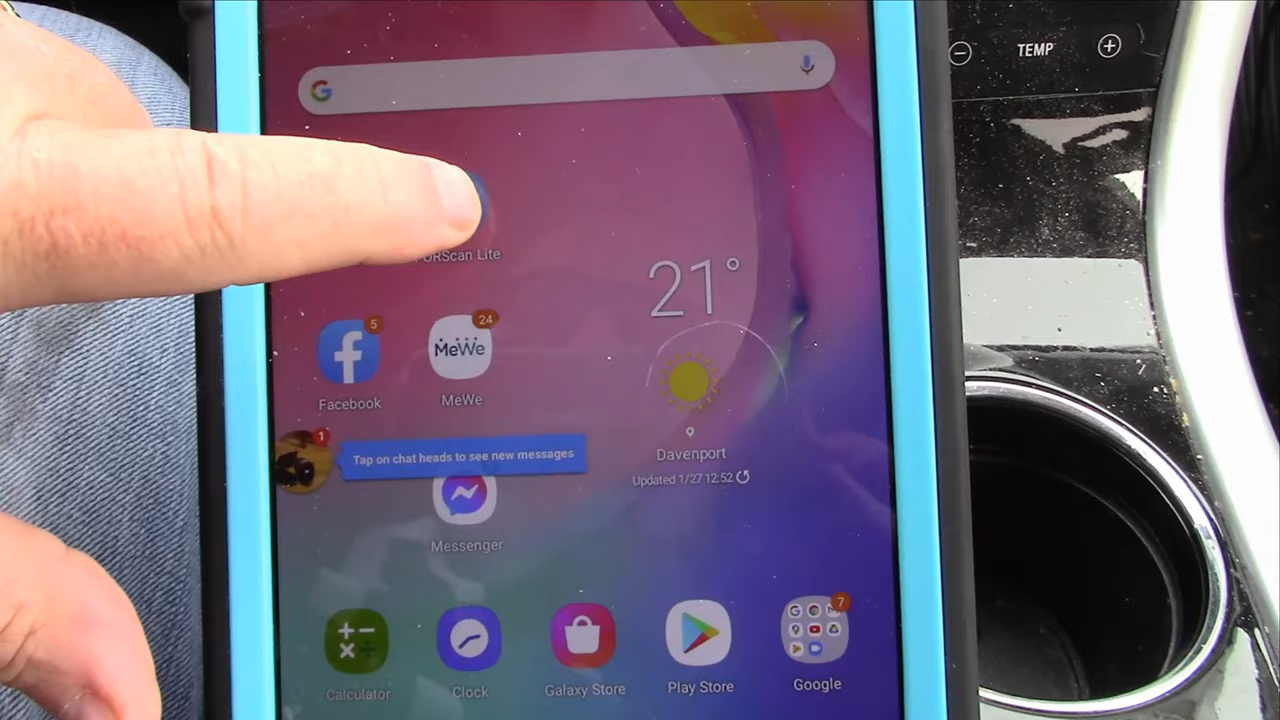 TEMP
ORScan Lite
21°
5
24
MeWe
Facebook
MeWe
1
Tap on chat heads to see new messages
Davenport
Updated 1/27 12:52
Messenger
7
Calculator
Clock
Galaxy Store
Play Store
Google